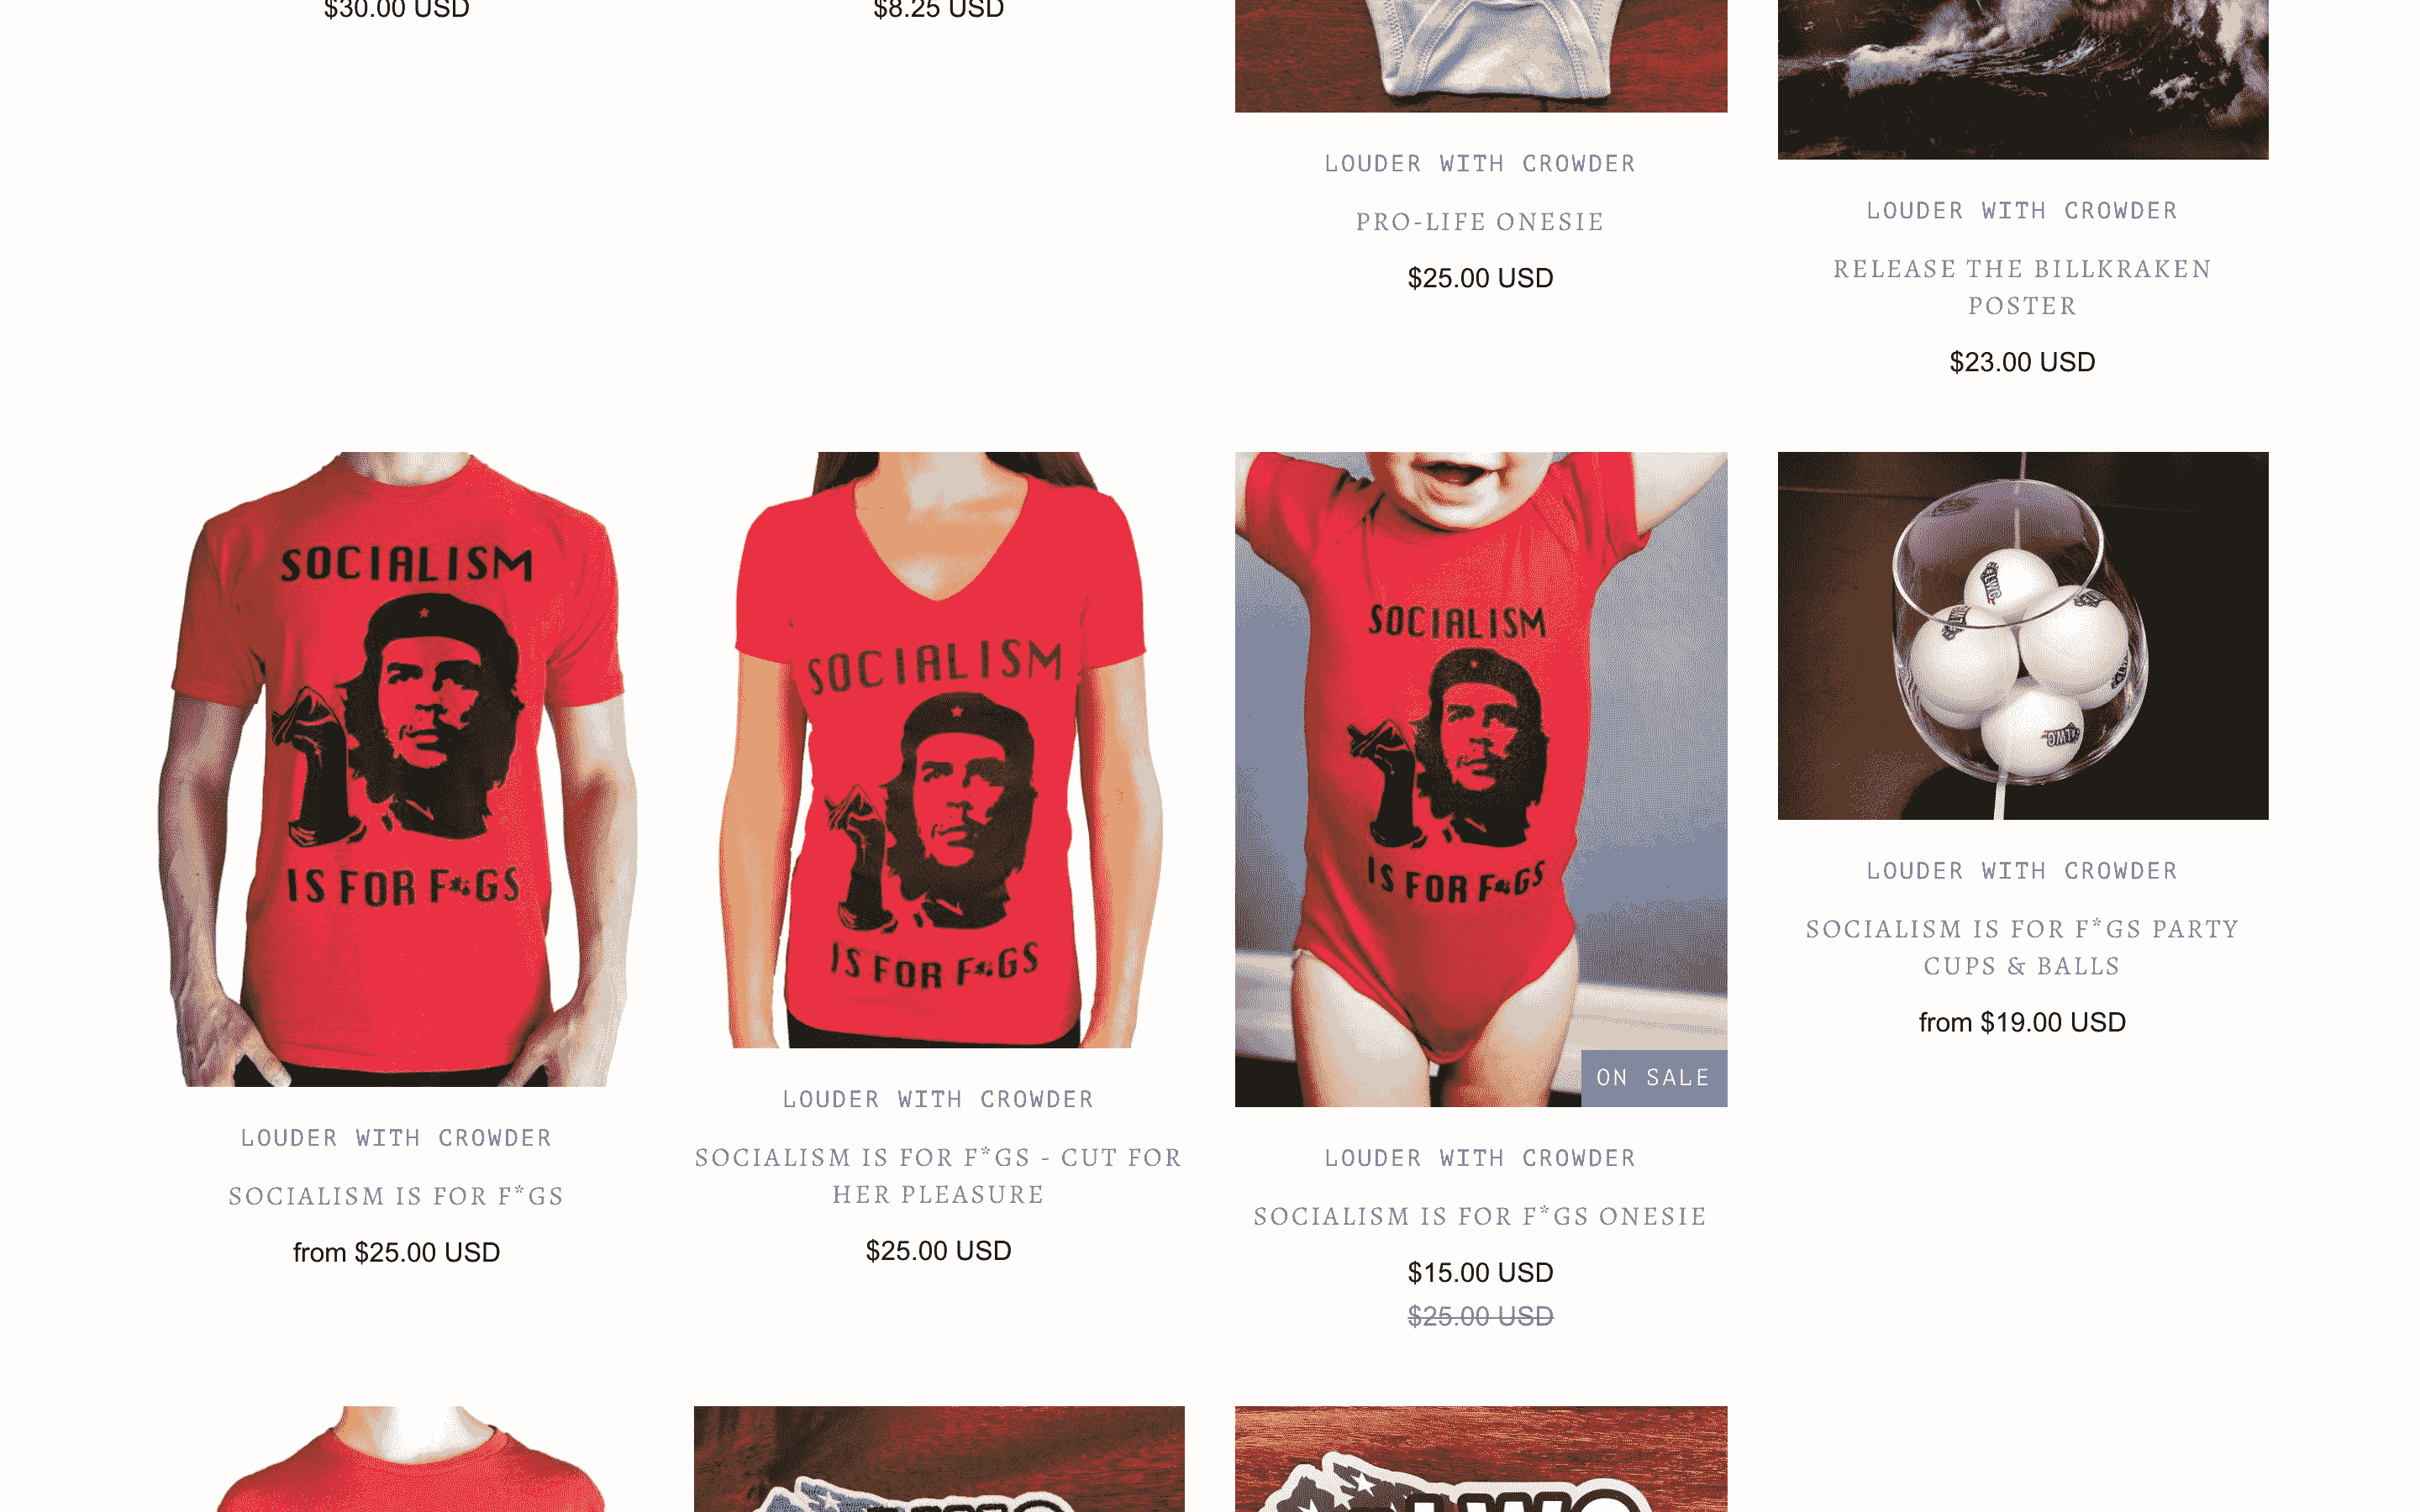 $30.00 USD
$8.25 USD
LOUDER WITH CROWDER
PRO-LIFE ONESIE
$25.00 USD
LOUDER WITH CROWDER
RELEASE THE BILLKRAKEN
POSTER
$23.00 USD
SOCIALISM
IS FOR F*GS
LOUDER WITH CROWDER
SOCIALISM IS FOR F*GS
from $25.00 USD
SOCIALISM
IS FOR F*GS
LOUDER WITH CROWDER
SOCIALISM IS FOR F*GS - CUT FOR
HER PLEASURE
$25.00 USD
SOCIALISM
IS FOR F*GS
ON SALE
LOUDER WITH CROWDER
SOCIALISM IS FOR F*GS ONESIE
$15.00 USD
$25.00 USD
LWC
LWC
LOUDER WITH CROWDER
SOCIALISM IS FOR F*GS PARTY
CUPS & BALLS
from $19.00 USD
LWC